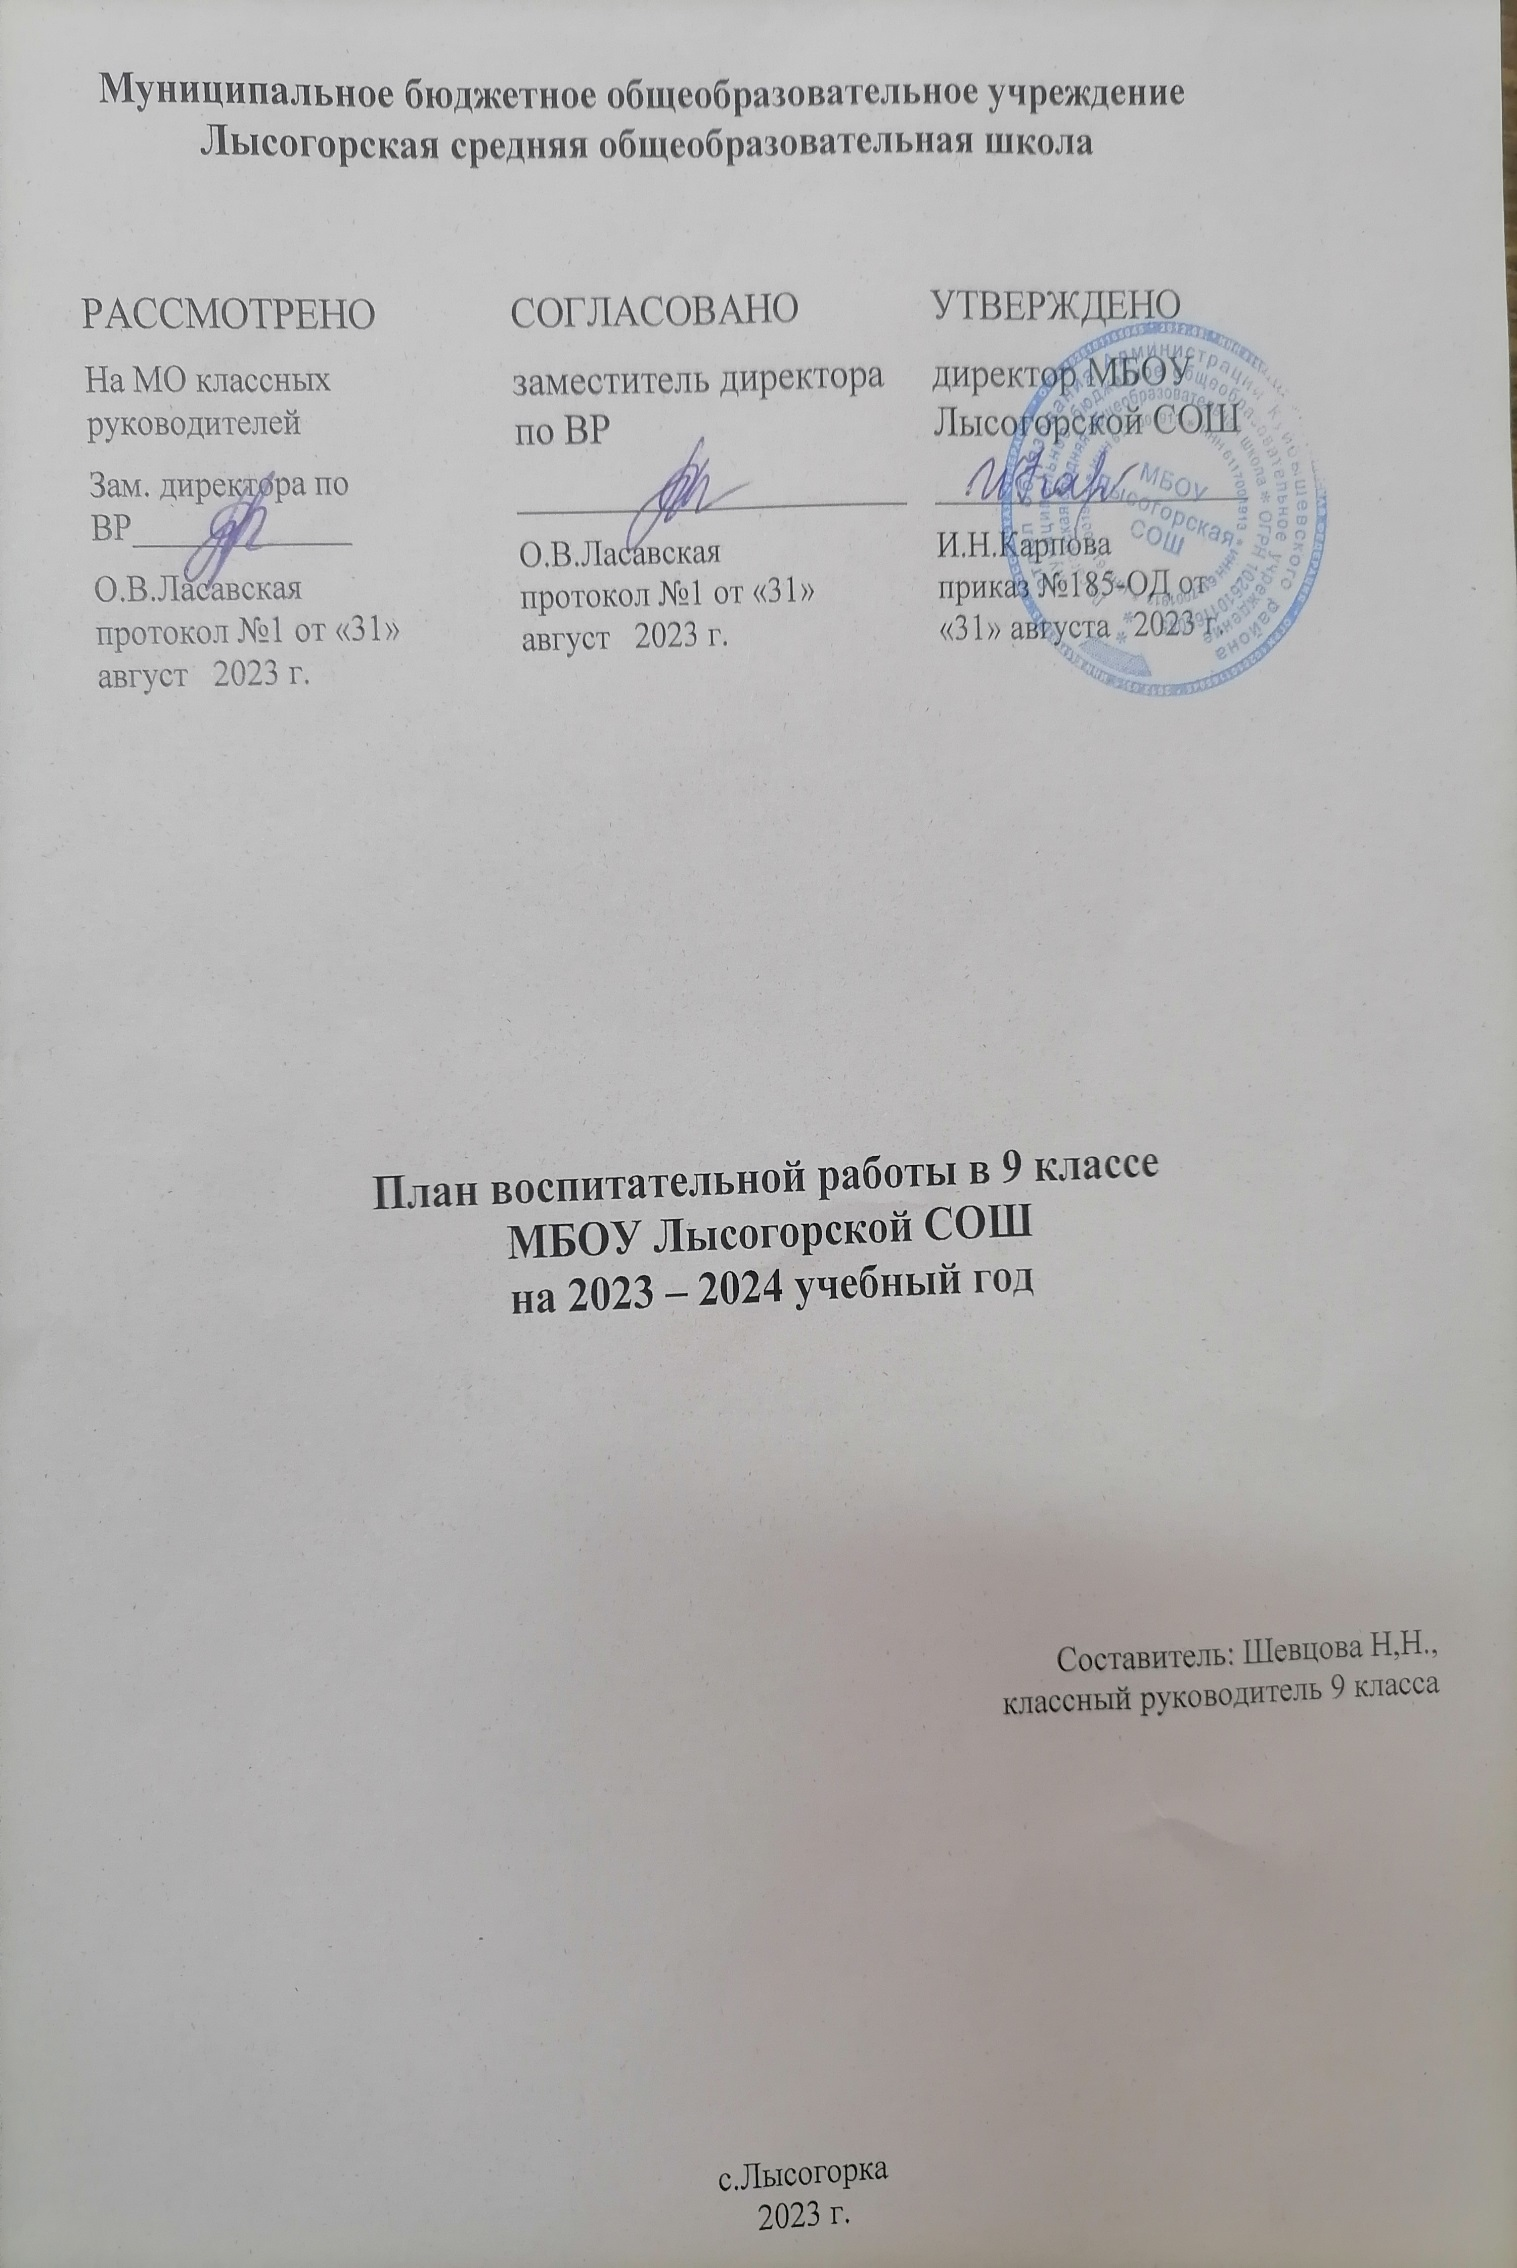 Муниципальное бюджетное общеобразовательное учреждение
Лысогорская средняя общеобразовательная школа
РАССМОТРЕНО
На МО классных
руководителей
Зам. директора по
ВР
О.В.Ласавская
протокол №1 от «31»
август 2023 г.
СОГЛАСОВАНО
заместитель директора
по ВР
О.В.Ласавская
протокол №1 от «31»
август 2023 г.
УТВЕРЖДЕНО
директор МБОУ
Лысогорской СОШ
И.Н.Карпова
приказ №185-ОД от
«31» августа 2023 г.
МБОУ
Лысогорская
СОШ
План воспитательной работы в 9 классе
МБОУ Лысогорской СОШ
на 2023 – 2024 учебный год
Составитель: Шевцова Н,Н.,
классный руководитель 9 класса
с.Лысогорка
2023 г.